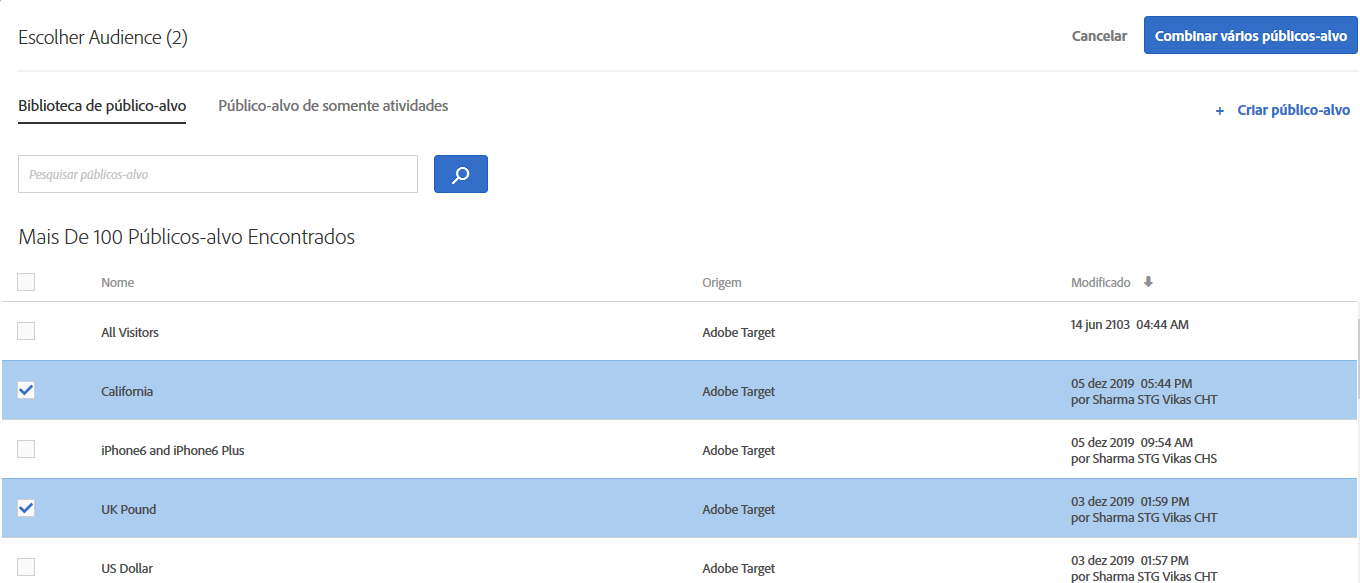 Escolher Audience (2)
Cancelar
Combinar vários públicos-alvo
Biblioteca de público-alvo
Público-alvo de somente atividades
+ Criar público-alvo
Pesquisar públicos-alvo
Mais De 100 Públicos-alvo Encontrados
Nome Origem Modificado
All Visitors Adobe Target 14 jun 2103 04:44 AM
California Adobe Target 05 dez 2019 05:44 PM
por Sharma STG Vikas CHT
iPhone6 and iPhone6 Plus Adobe Target 05 dez 2019 09:54 AM
por Sharma STG Vikas CHS
UK Pound Adobe Target 03 dez 2019 01:59 PM
por Sharma STG Vikas CHT
US Dollar Adobe Target 03 dez 2019 01:57 PM
por Sharma STG Vikas CHT